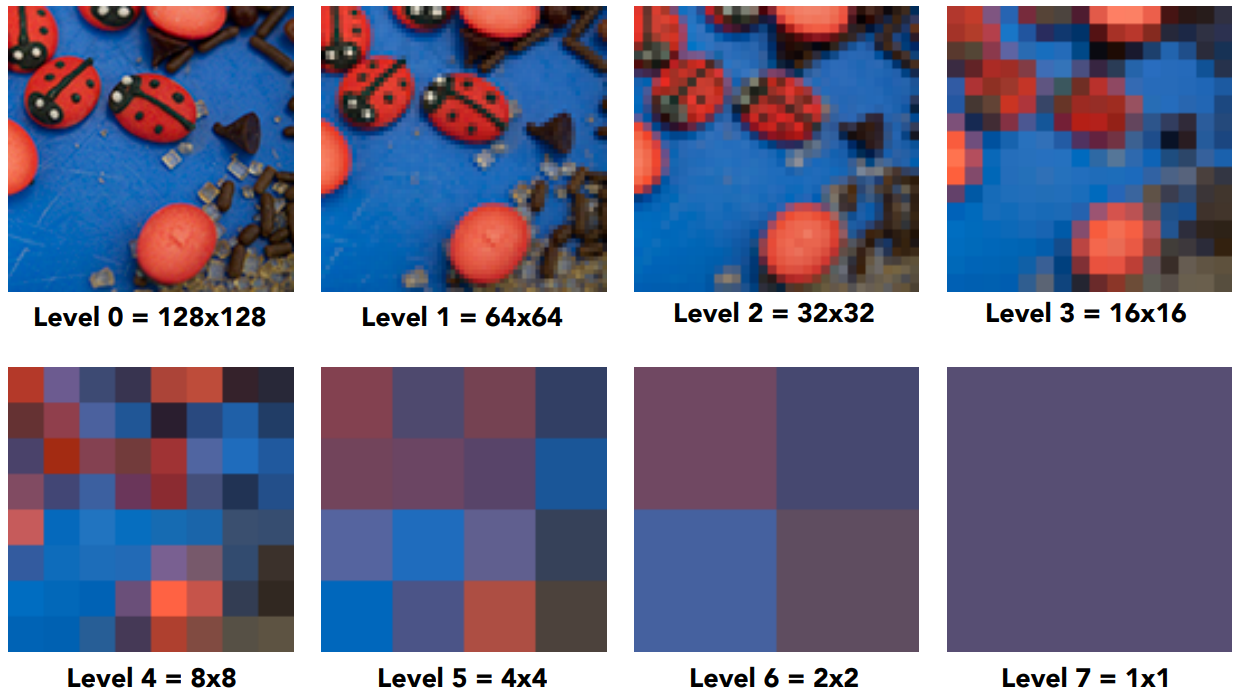 Level 0 = 128x128
Level 1 = 64x64
Level 2 = 32x32
Level 3 = 16x16
Level 4 = 8x8
Level 5 = 4x4
Level 6 = 2x2
Level 7 = 1x1